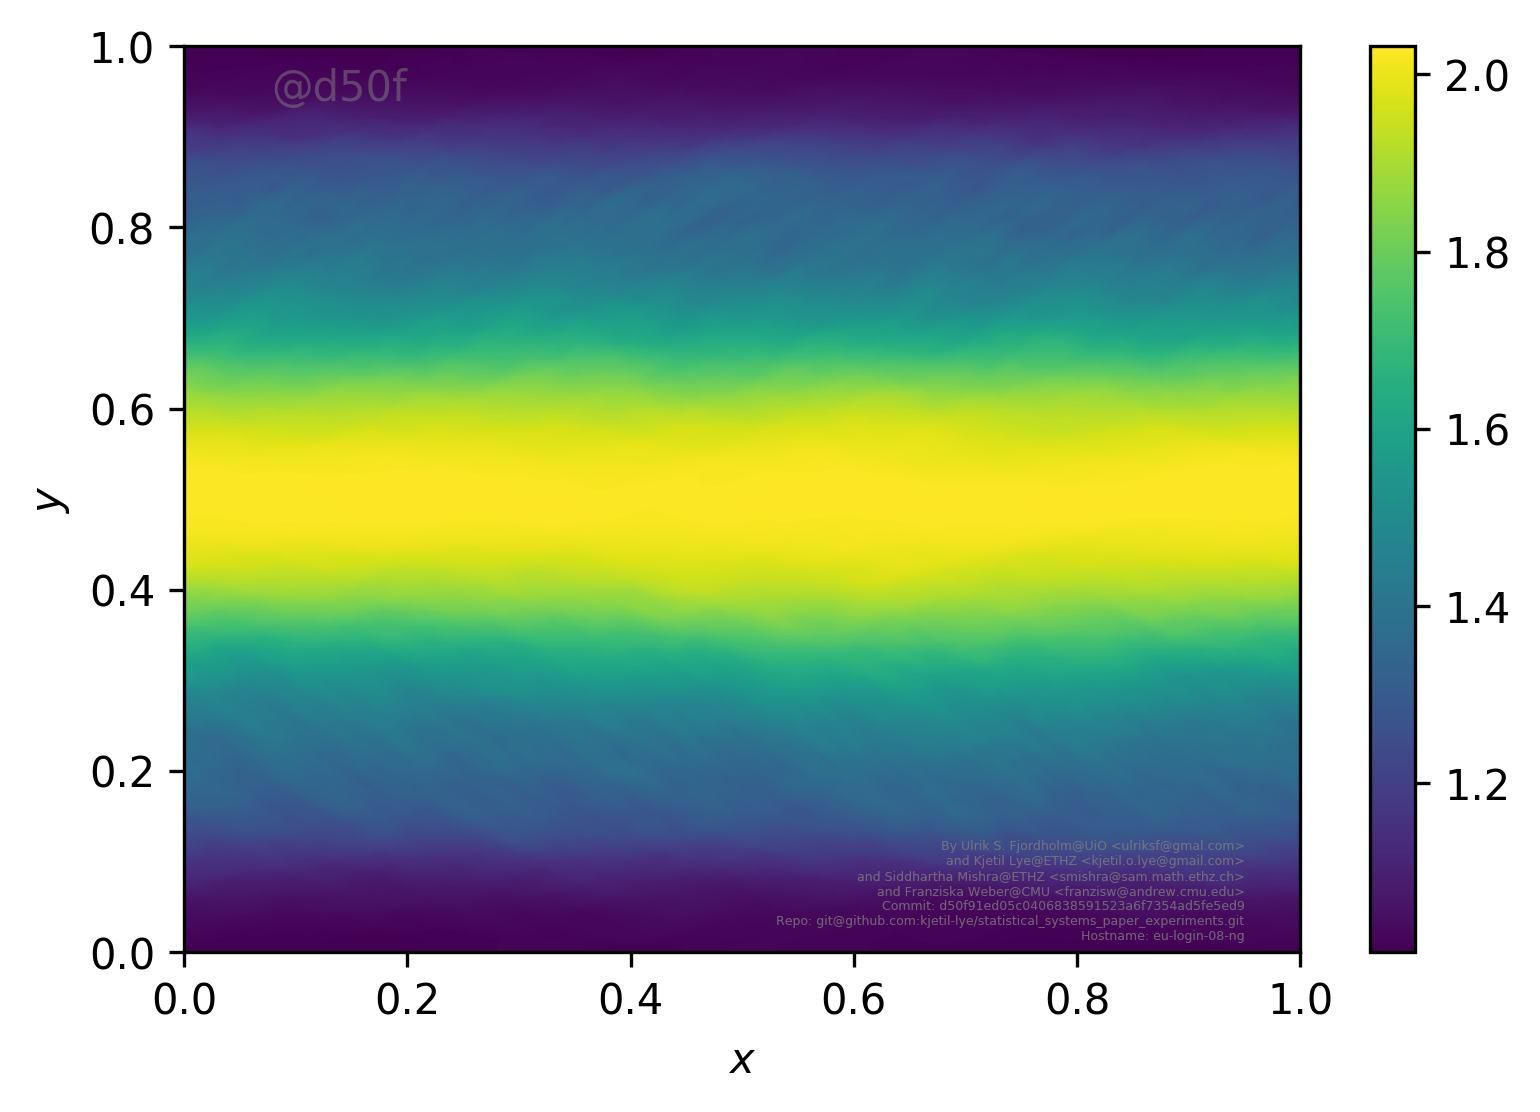 1.0
0.8
0.6
0.4
0.2
0.0
y
@d50f
By Ulrik S. Fjordholm@UiO <ulriksf@gmal.com>
and Kjetil Lye@ETHZ <kjetil.o.lye@gmail.com>
and Siddhartha Mishra@ETHZ <smishra@sam.math.ethz.ch>
and Franziska Weber@CMU <franzisw@andrew.cmu.edu>
Commit: d50f91ed05c0406838591523a6f7354ad5fe5ed9
Repo: git@github.com:kjetil-lye/statistical_systems_paper_experiments.git
Hostname: eu-login-08-ng
0.0 0.2 0.4 0.6 0.8 1.0
x
2.0
1.8
1.6
1.4
1.2